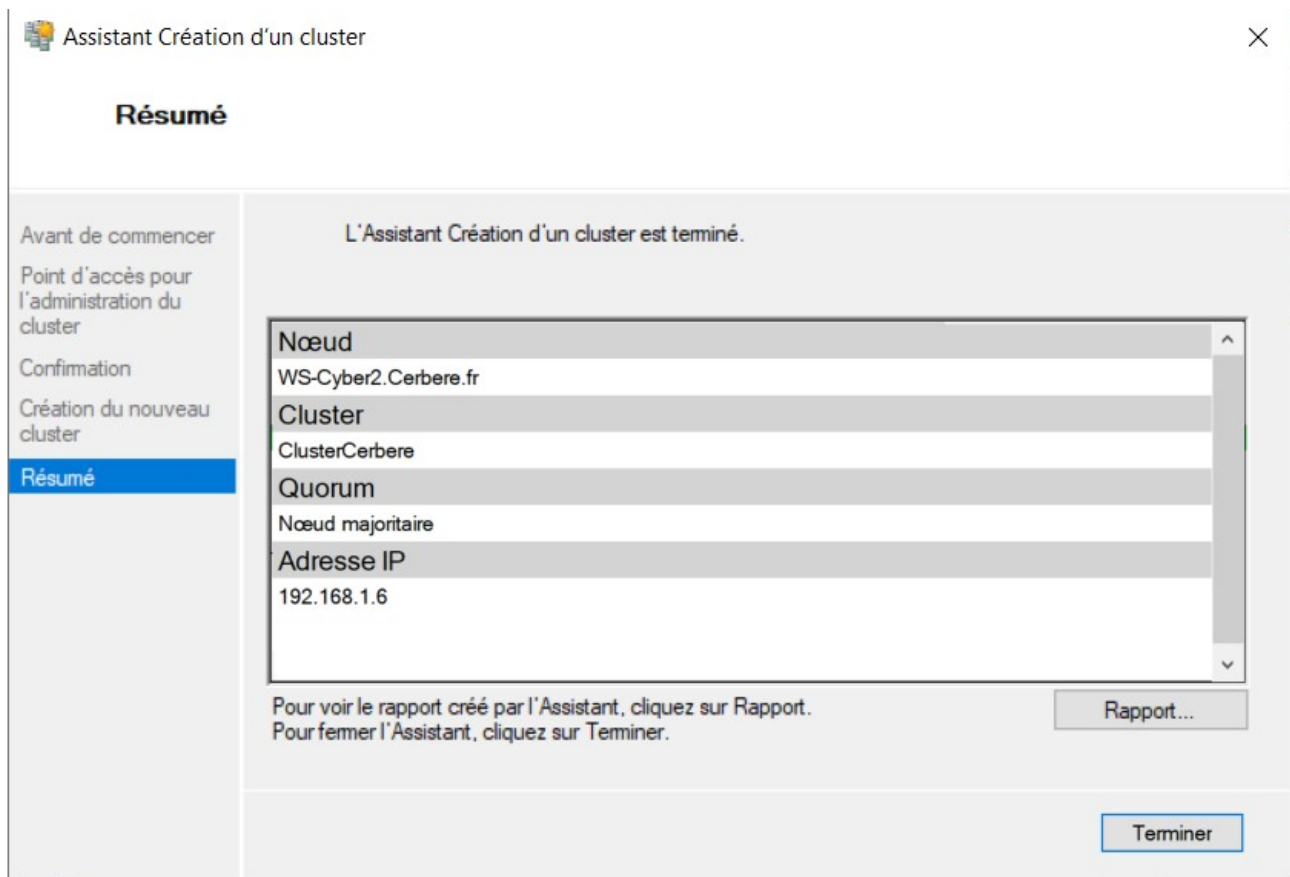 Assistant Création d'un cluster
Résumé
Avant de commencer
Point d'accès pour
l'administration du
cluster
Confirmation
Création du nouveau
cluster
Résumé
L'Assistant Création d'un cluster est terminé.
Nœud
WS-Cyber2.Cerbere.fr
Cluster
ClusterCerbere
Quorum
Nœud majoritaire
Adresse IP
192.168.1.6
Pour voir le rapport créé par l'Assistant, cliquez sur Rapport.
Pour fermer l'Assistant, cliquez sur Terminer.
Rapport...
Terminer